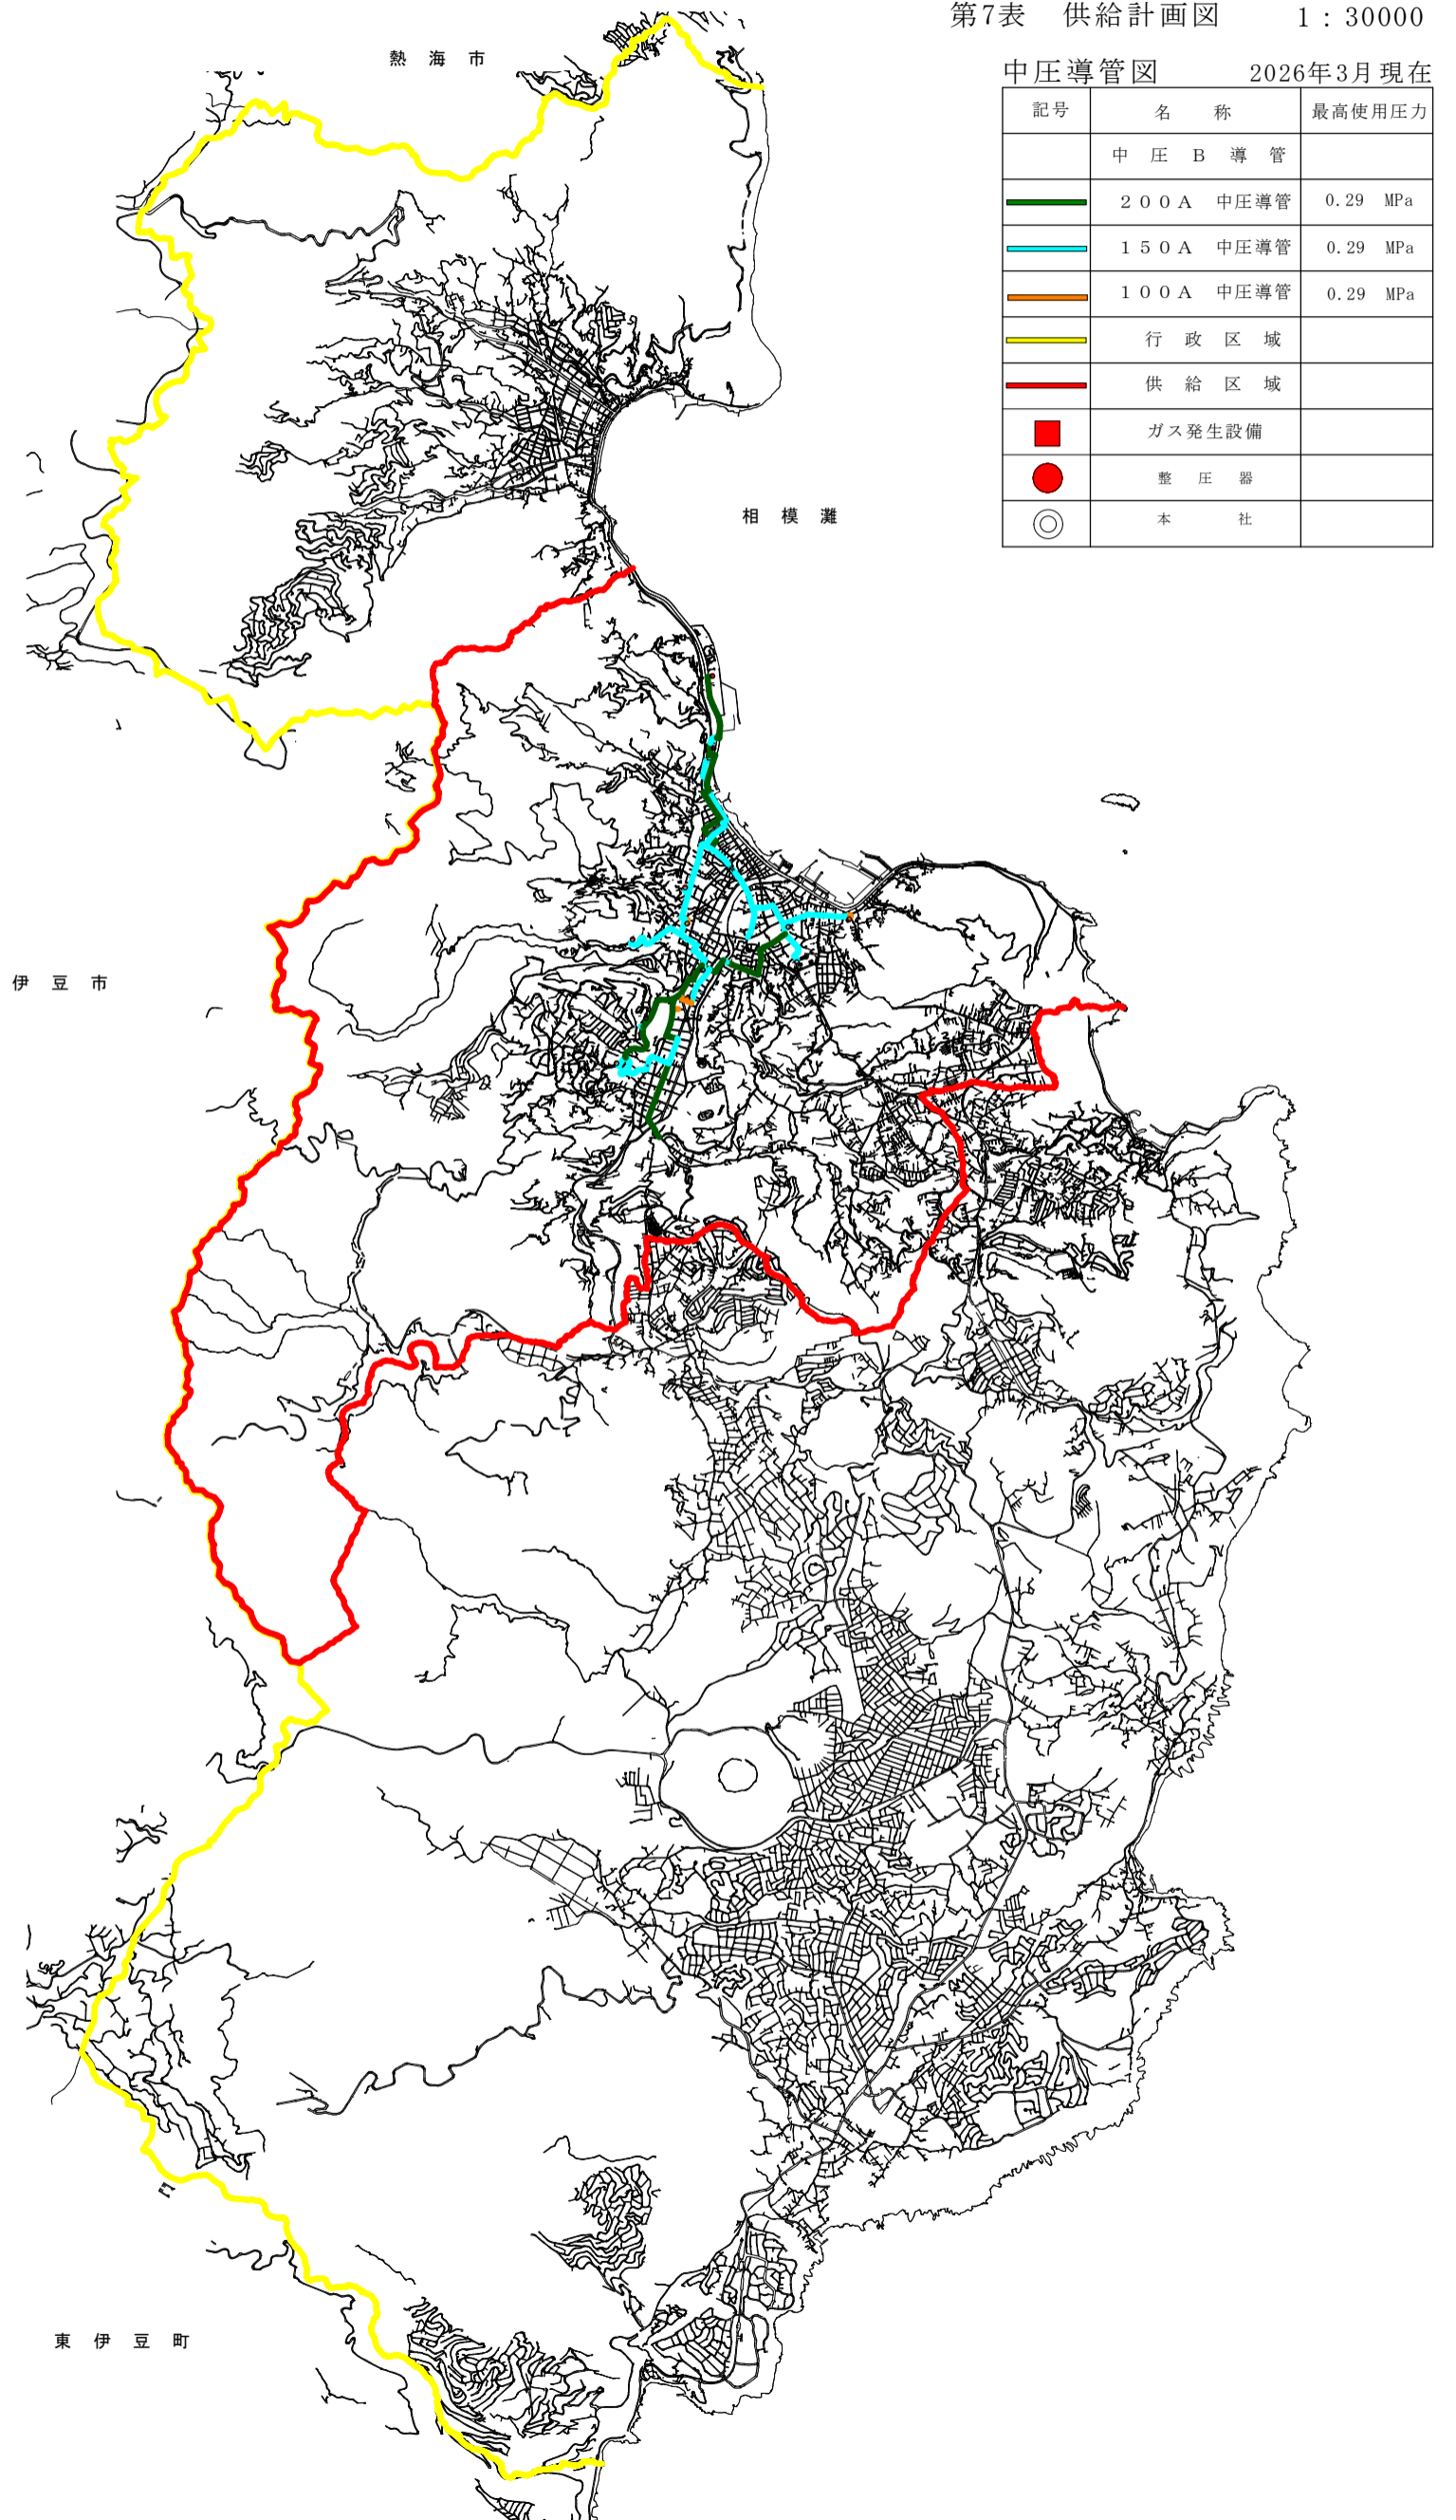 第7表　供給計画図　　1：30000
中圧導管図　　2026年3月現在
記号　名　称　最高使用圧力
中　圧　B　導　管
２００A　中圧導管　0.29　MPa
１５０A　中圧導管　0.29　MPa
１００A　中圧導管　0.29　MPa
行　政　区　域
供　給　区　域
ガス発生設備
整　圧　器
本　　社
熱　海　市
相　模　灘
伊　豆　市
東　伊　豆　町